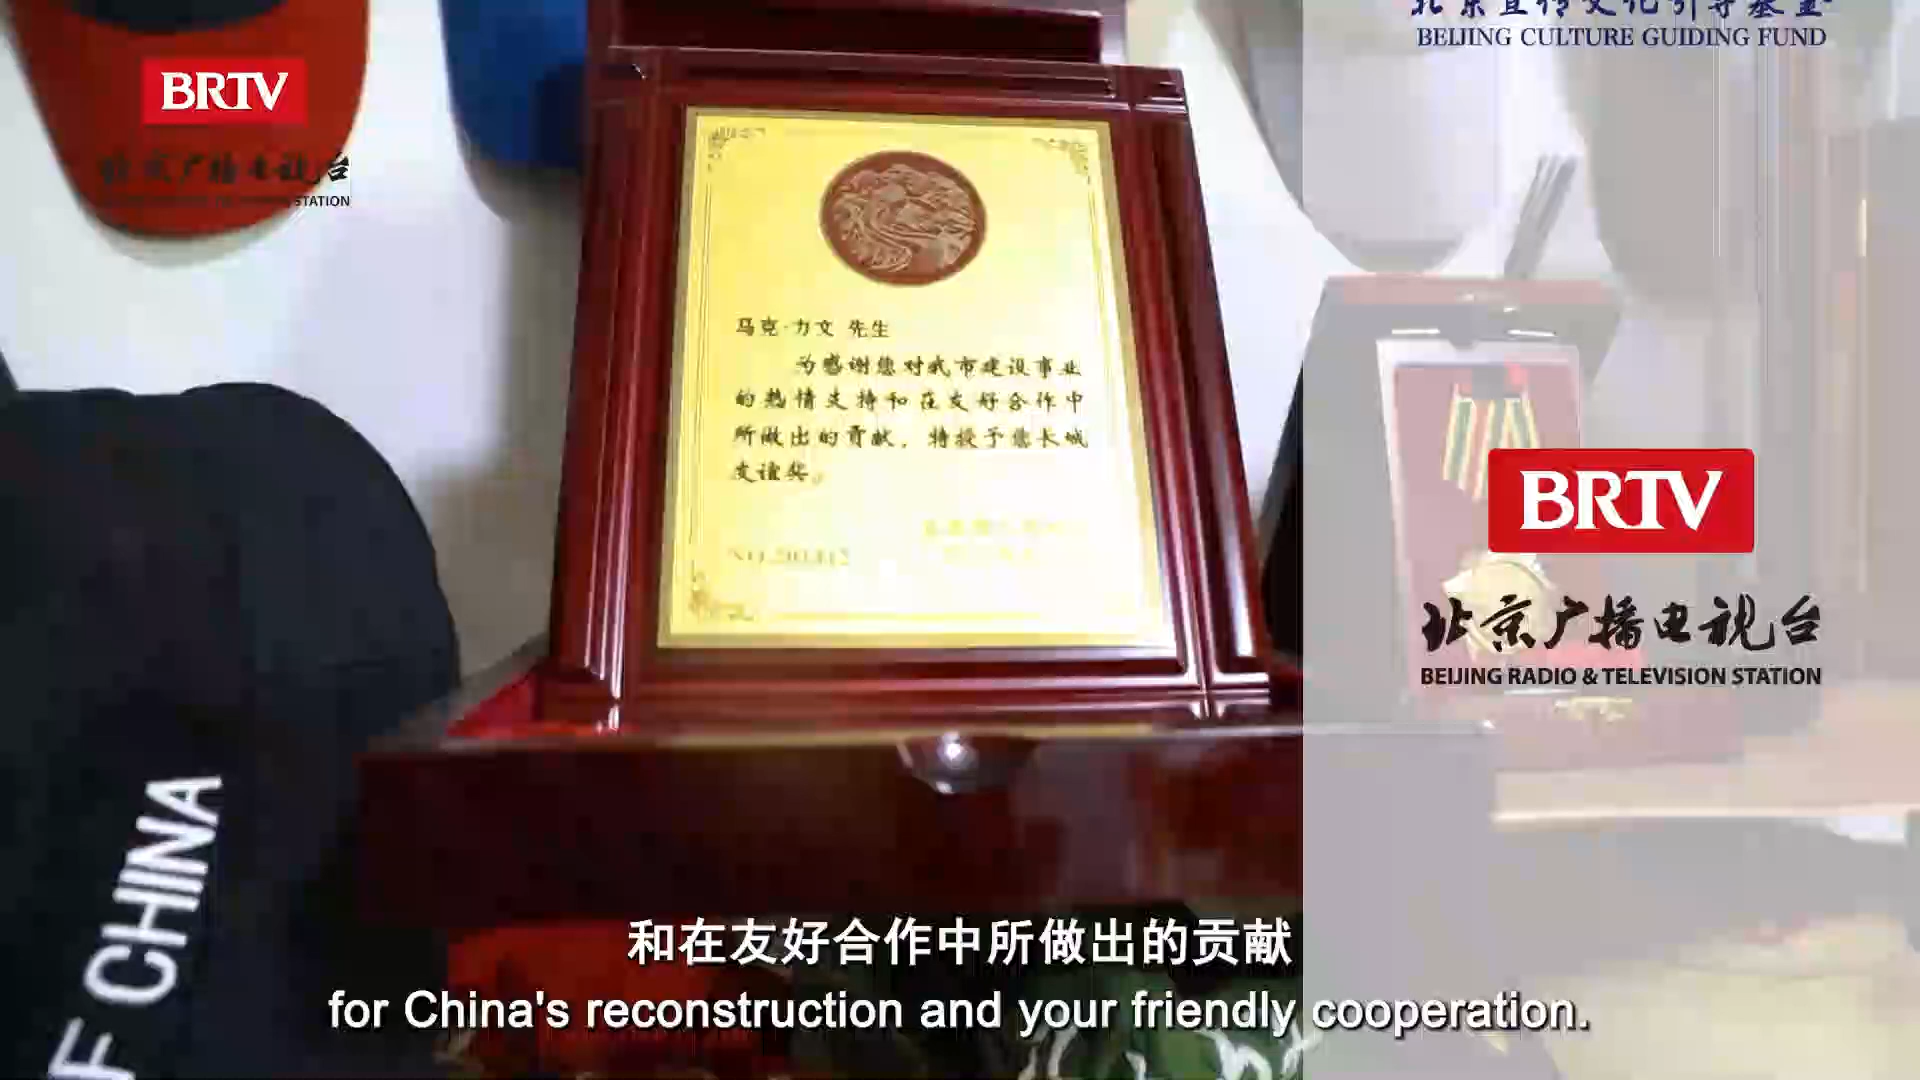 北京宣传文化引导基金
BEIJING CULTURE GUIDING FUND
BRTV
北京广播电视台
STATION
马克·力文 先生
为感谢您对我市建设事业
的热情支持和在友好合作中
所做出的贡献，特授予您长城
友谊奖。
BRTV
北京广播电视台
BEIJING RADIO & TELEVISION STATION
F CHINA
和在友好合作中所做出的贡献
for China's reconstruction and your friendly cooperation.